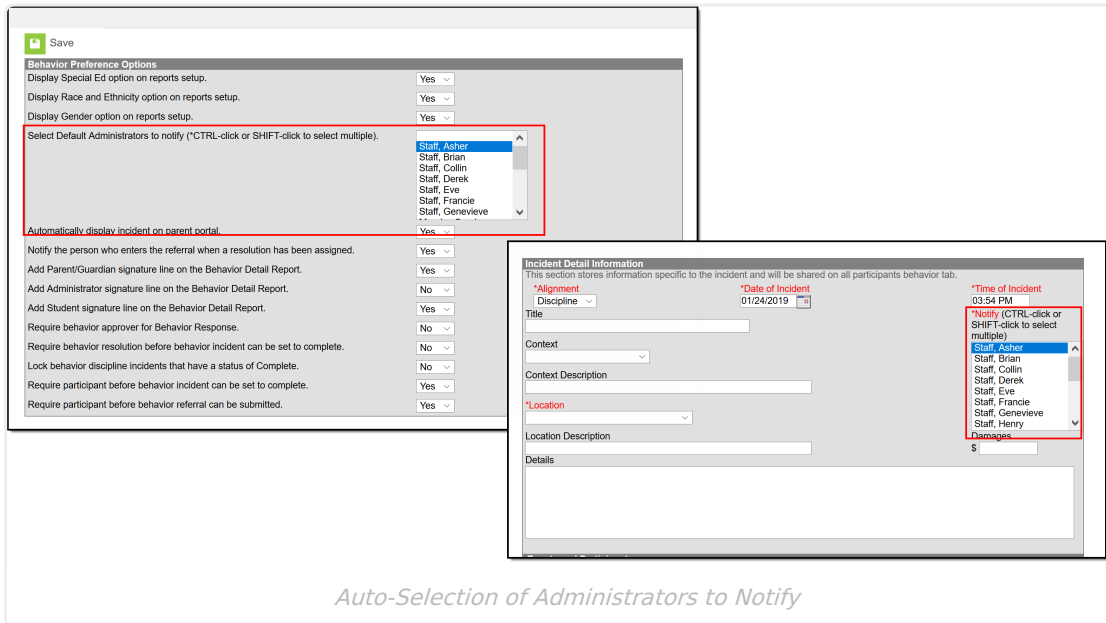 Save
Behavior Preference Options
Display Special Ed option on reports setup. Yes
Display Race and Ethnicity option on reports setup. Yes
Display Gender option on reports setup. Yes
Select Default Administrators to notify (*CTRL-click or SHIFT-click to select multiple).
Staff, Asher
Staff, Brian
Staff, Collin
Staff, Derek
Staff, Eve
Staff, Francie
Staff, Genevieve
Automatically display incident on parent portal. Yes
Notify the person who enters the referral when a resolution has been assigned. Yes
Add Parent/Guardian signature line on the Behavior Detail Report. Yes
Add Administrator signature line on the Behavior Detail Report. No
Add Student signature line on the Behavior Detail Report. Yes
Require behavior approver for Behavior Response. No
Require behavior resolution before behavior incident can be set to complete. No
Lock behavior discipline incidents that have a status of Complete. No
Require participant before behavior incident can be set to complete. Yes
Require participant before behavior referral can be submitted. Yes
Incident Detail Information
This section stores information specific to the incident and will be shared on all participants behavior tab.
*Alignment *Date of Incident *Time of Incident
Discipline 01/24/2019 03:54 PM
Title
*Notify (CTRL-click or
SHIFT-click to select
multiple)
Staff, Asher
Staff, Brian
Staff, Collin
Staff, Derek
Staff, Eve
Staff, Francie
Staff, Genevieve
Staff, Henry
Context
Context Description
*Location
Location Description
Damages
$
Details
Auto-Selection of Administrators to Notify